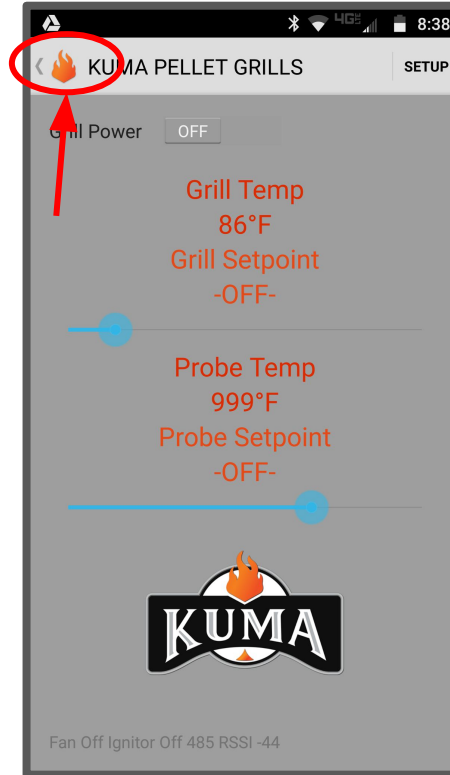 4G 8:38
KUMA PELLET GRILLS SETUP
Grill Power OFF
Grill Temp
86°F
Grill Setpoint
-OFF-
Probe Temp
999°F
Probe Setpoint
-OFF-
KUMA
Fan Off Ignitor Off 485 RSSI -44